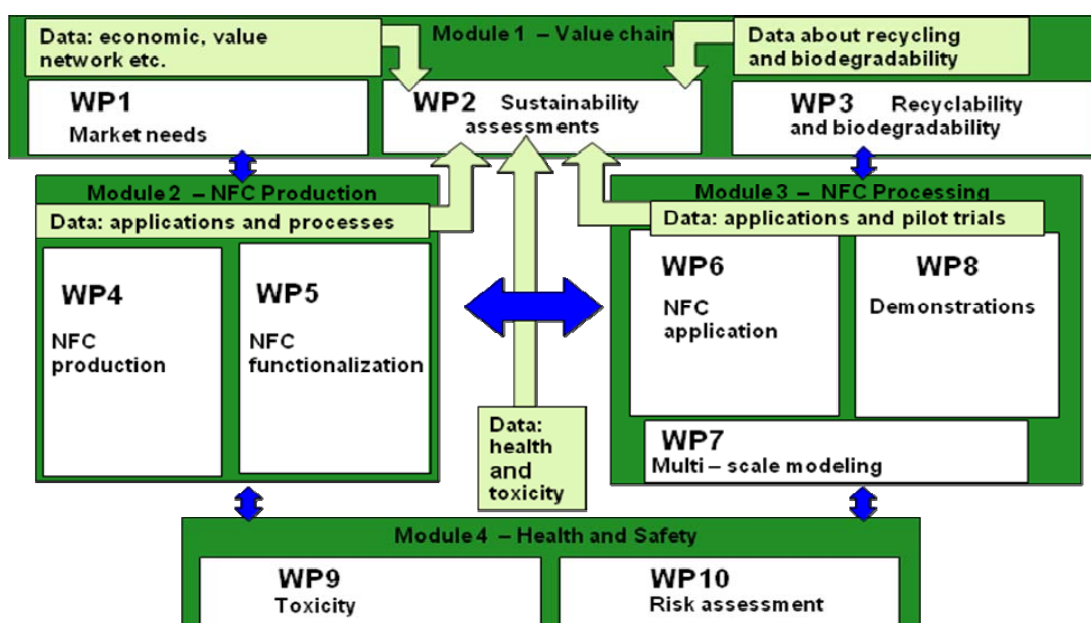 Data: economic, value
network etc.
Module 1 – Value chain
Data about recycling
and biodegradability
WP1
Market needs
WP2 Sustainability
assessments
WP3 Recyclability
and biodegradability
Module 2 – NFC Production
Data: applications and processes
WP4
NFC
production
WP5
NFC
functionalization
Module 3 – NFC Processing
Data: applications and pilot trials
WP6
NFC
application
WP8
Demonstrations
WP7
Multi – scale modeling
Data:
health
and
toxicity
Module 4 – Health and Safety
WP9
Toxicity
WP10
Risk assessment